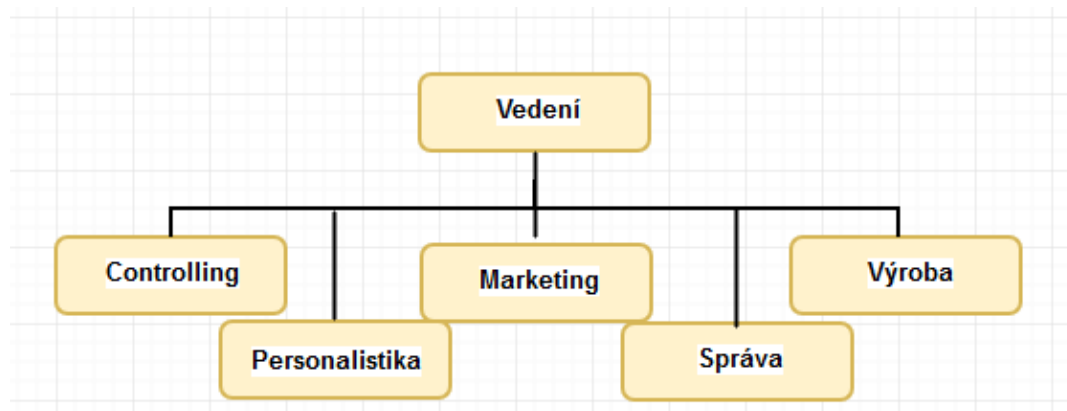 Vedení
Controlling
Marketing
Výroba
Personalistika
Správa